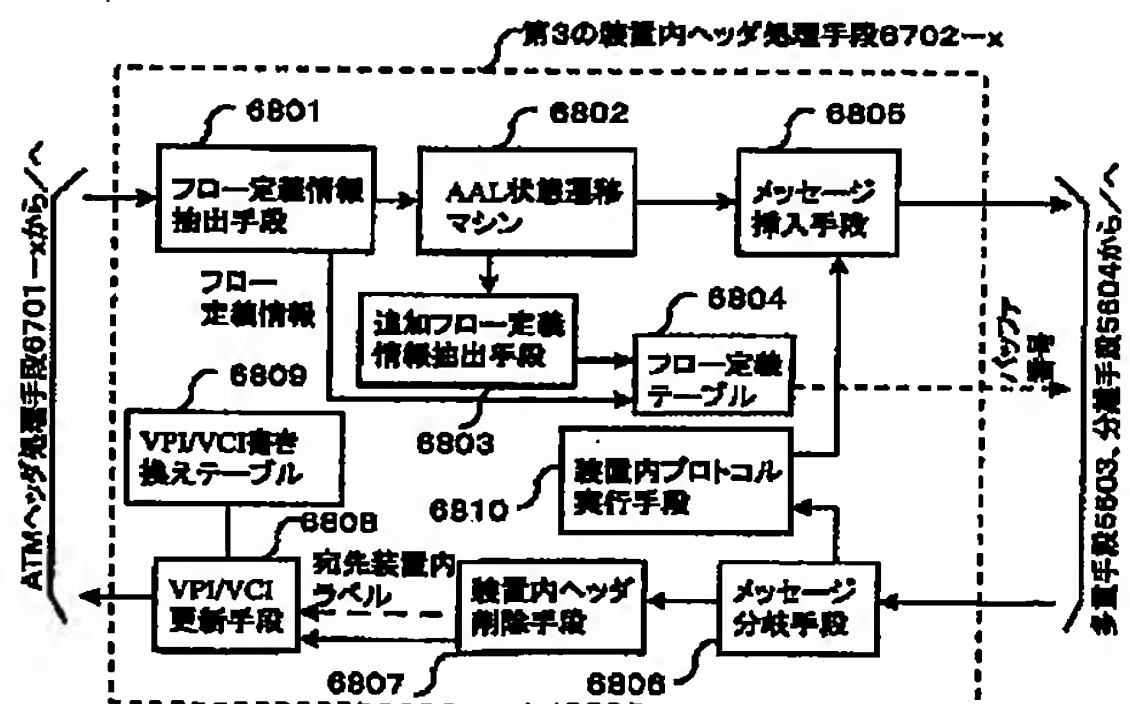 第3の装置内ヘッダ処理手段6702-x
6801
6802
6805
フロー定義情報
抽出手段
AAL状態遷移
マシン
メッセージ
挿入手段
フロー
定義情報
追加フロー定義
情報抽出手段
6803
6804
フロー定義
テーブル
バッファ
番号
6809
VPI/VCI書き
換えテーブル
6810
装置内プロトコル
実行手段
6808
VPI/VCI
更新手段
宛先装置内
ラベル
装置内ヘッダ
削除手段
メッセージ
分岐手段
6807
6806
ATMヘッダ処理手段6701-xから/へ
多重手段5603、分離手段5604から/へ